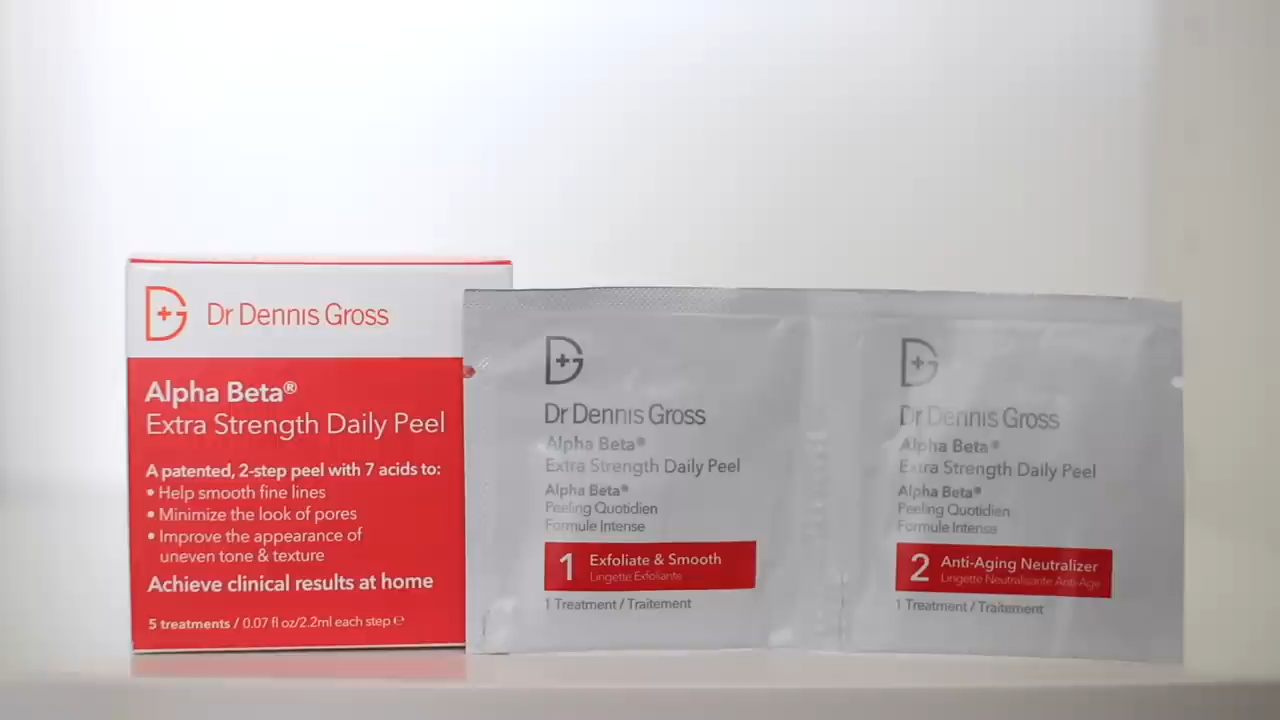 Dr Dennis Gross
Alpha Beta®
Extra Strength Daily Peel
A patented, 2-step peel with 7 acids to:
• Help smooth fine lines
• Minimize the look of pores
• Improve the appearance of
uneven tone & texture
Achieve clinical results at home
5 treatments / 0.07 fl oz/2.2ml each step ℮
Dr Dennis Gross
Alpha Beta®
Extra Strength Daily Peel
Alpha Beta®
Peeling Quotidien
Formule Intense
1 Exfoliate & Smooth
Lingette Exfoliante
1 Treatment / Traitement
Dr Dennis Gross
Alpha Beta®
Extra Strength Daily Peel
Alpha Beta®
Peeling Quotidien
Formule Intense
2 Anti-Aging Neutralizer
Lingette Neutralisante Anti-Age
1 Treatment / Traitement